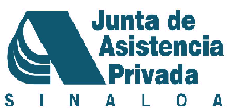 Junta de
Asistencia
Privada
SINALOA